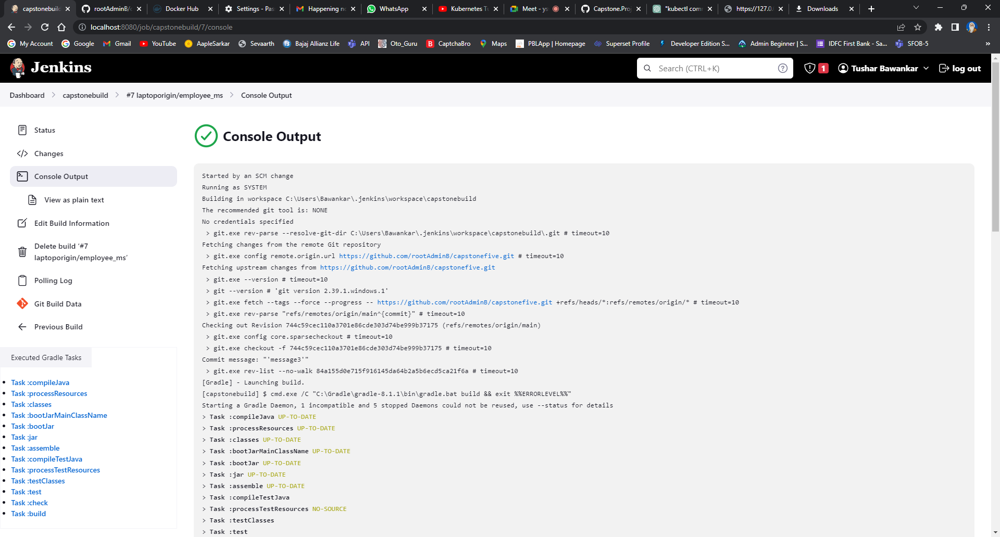 capstonebuild
rootAdminB/
Docker Hub
Settings - Pas
Happening
WhatsApp
Kubernetes
Meet - ys
Capstone.Proj
"kubectl com
https://127.0.
Downloads
localhost:8080/job/capstonebuild/7/console
My Account
Google
Gmail
YouTube
AapleSarkar
Sevaarth
Bajaj Allianz Life
API
Oto_Guru
CaptchaBro
Maps
PBLApp | Homepage
Superset Profile
Developer Edition S...
Admin Beginner | S...
IDFC First Bank - Sa...
SFOB-5
»
Jenkins
Search (CTRL+K)
1
Tushar Bawankar
log out
Dashboard
capstonebuild
#7 laptoporigin/employee_ms
Console Output
Status
Changes
Console Output
View as plain text
Edit Build Information
Delete build ‘#7
laptoporigin/employee_ms’
Polling Log
Git Build Data
Previous Build
Executed Gradle Tasks
Task :compileJava
Task :processResources
Task :classes
Task :bootJarMainClassName
Task :bootJar
Task :jar
Task :assemble
Task :compileTestJava
Task :processTestResources
Task :testClasses
Task :test
Task :check
Task :build
Console Output
Started by an SCM change
Running as SYSTEM
Building in workspace C:\Users\Bawankar\.jenkins\workspace\capstonebuild
The recommended git tool is: NONE
No credentials specified
> git.exe rev-parse --resolve-git-dir C:\Users\Bawankar\.jenkins\workspace\capstonebuild\.git # timeout=10
Fetching changes from the remote Git repository
> git.exe config remote.origin.url https://github.com/rootAdminB/capstonefive.git # timeout=10
Fetching upstream changes from https://github.com/rootAdminB/capstonefive.git
> git.exe --version # timeout=10
> git --version # 'git version 2.39.1.windows.1'
> git.exe fetch --tags --force --progress -- https://github.com/rootAdminB/capstonefive.git +refs/heads/*:refs/remotes/origin/* # timeout=10
> git.exe rev-parse "refs/remotes/origin/main^{commit}" # timeout=10
Checking out Revision 744c59cec110a3701e86cde303d74be999b37175 (refs/remotes/origin/main)
> git.exe config core.sparsecheckout # timeout=10
> git.exe checkout -f 744c59cec110a3701e86cde303d74be999b37175 # timeout=10
Commit message: "'message3'"
> git.exe rev-list --no-walk 84a155d0e715f916145da64b2a5b6ecd5ca21f6a # timeout=10
[Gradle] - Launching build.
[capstonebuild] $ cmd.exe /C "C:\Gradle\gradle-8.1.1\bin\gradle.bat build && exit %%ERRORLEVEL%%"
Starting a Gradle Daemon, 1 incompatible and 5 stopped Daemons could not be reused, use --status for details
> Task :compileJava UP-TO-DATE
> Task :processResources UP-TO-DATE
> Task :classes UP-TO-DATE
> Task :bootJarMainClassName UP-TO-DATE
> Task :bootJar UP-TO-DATE
> Task :jar UP-TO-DATE
> Task :assemble UP-TO-DATE
> Task :compileTestJava
> Task :processTestResources NO-SOURCE
> Task :testClasses
> Task :test